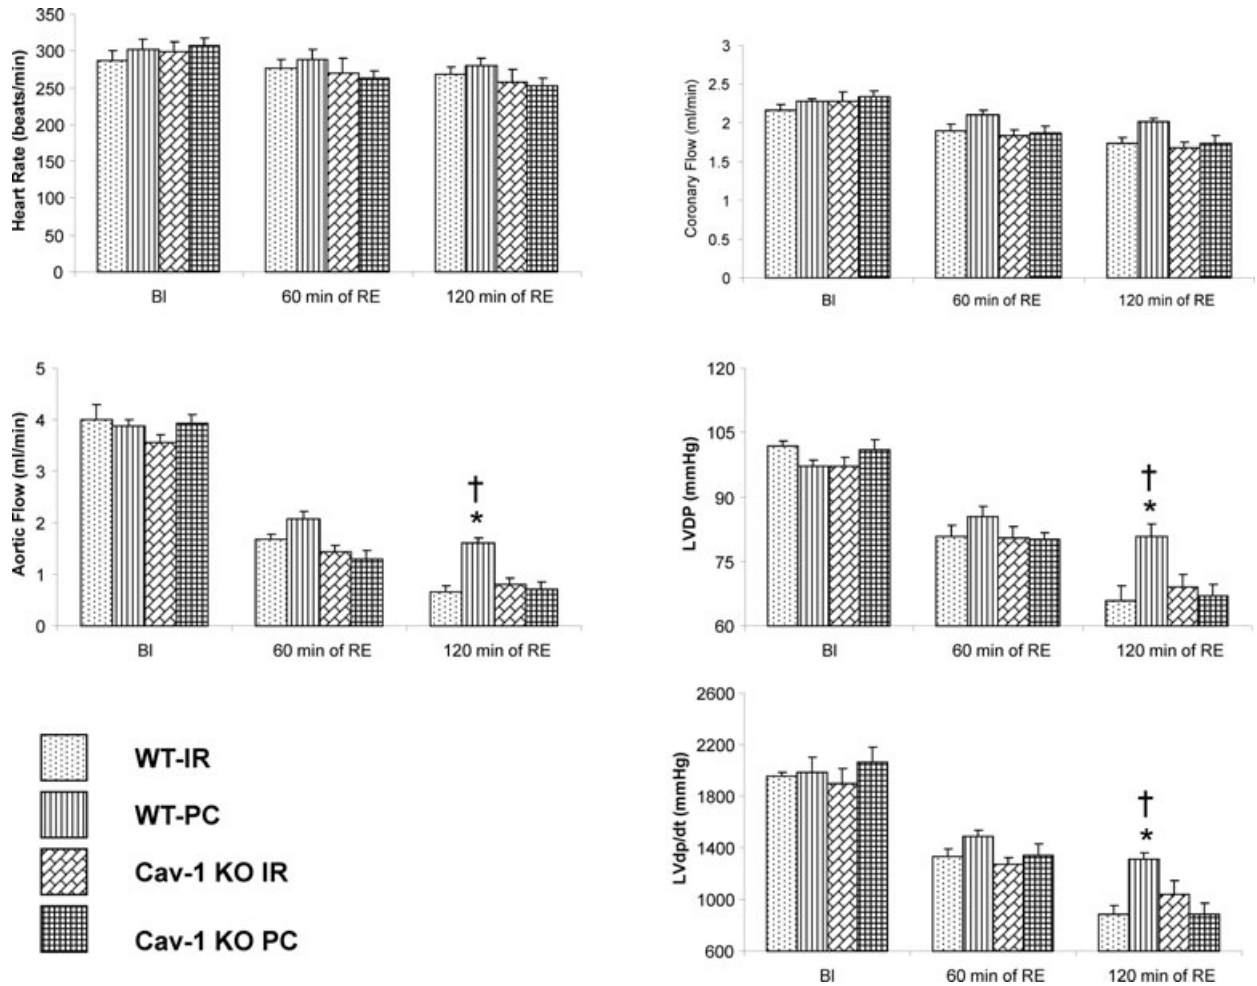 Heart Rate (beats/min)
350
300
250
200
150
100
50
0
BI 60 min of RE 120 min of RE
Coronary Flow (ml/min)
3
2.5
2
1.5
1
0.5
0
BI 60 min of RE 120 min of RE
Aortic Flow (ml/min)
5
4
3
2
1
0
†
*
BI 60 min of RE 120 min of RE
LVDP (mmHg)
120
105
90
75
60
†
*
BI 60 min of RE 120 min of RE
WT-IR
WT-PC
Cav-1 KO IR
Cav-1 KO PC
LVdp/dt (mmHg)
2600
2200
1800
1400
1000
600
†
*
BI 60 min of RE 120 min of RE